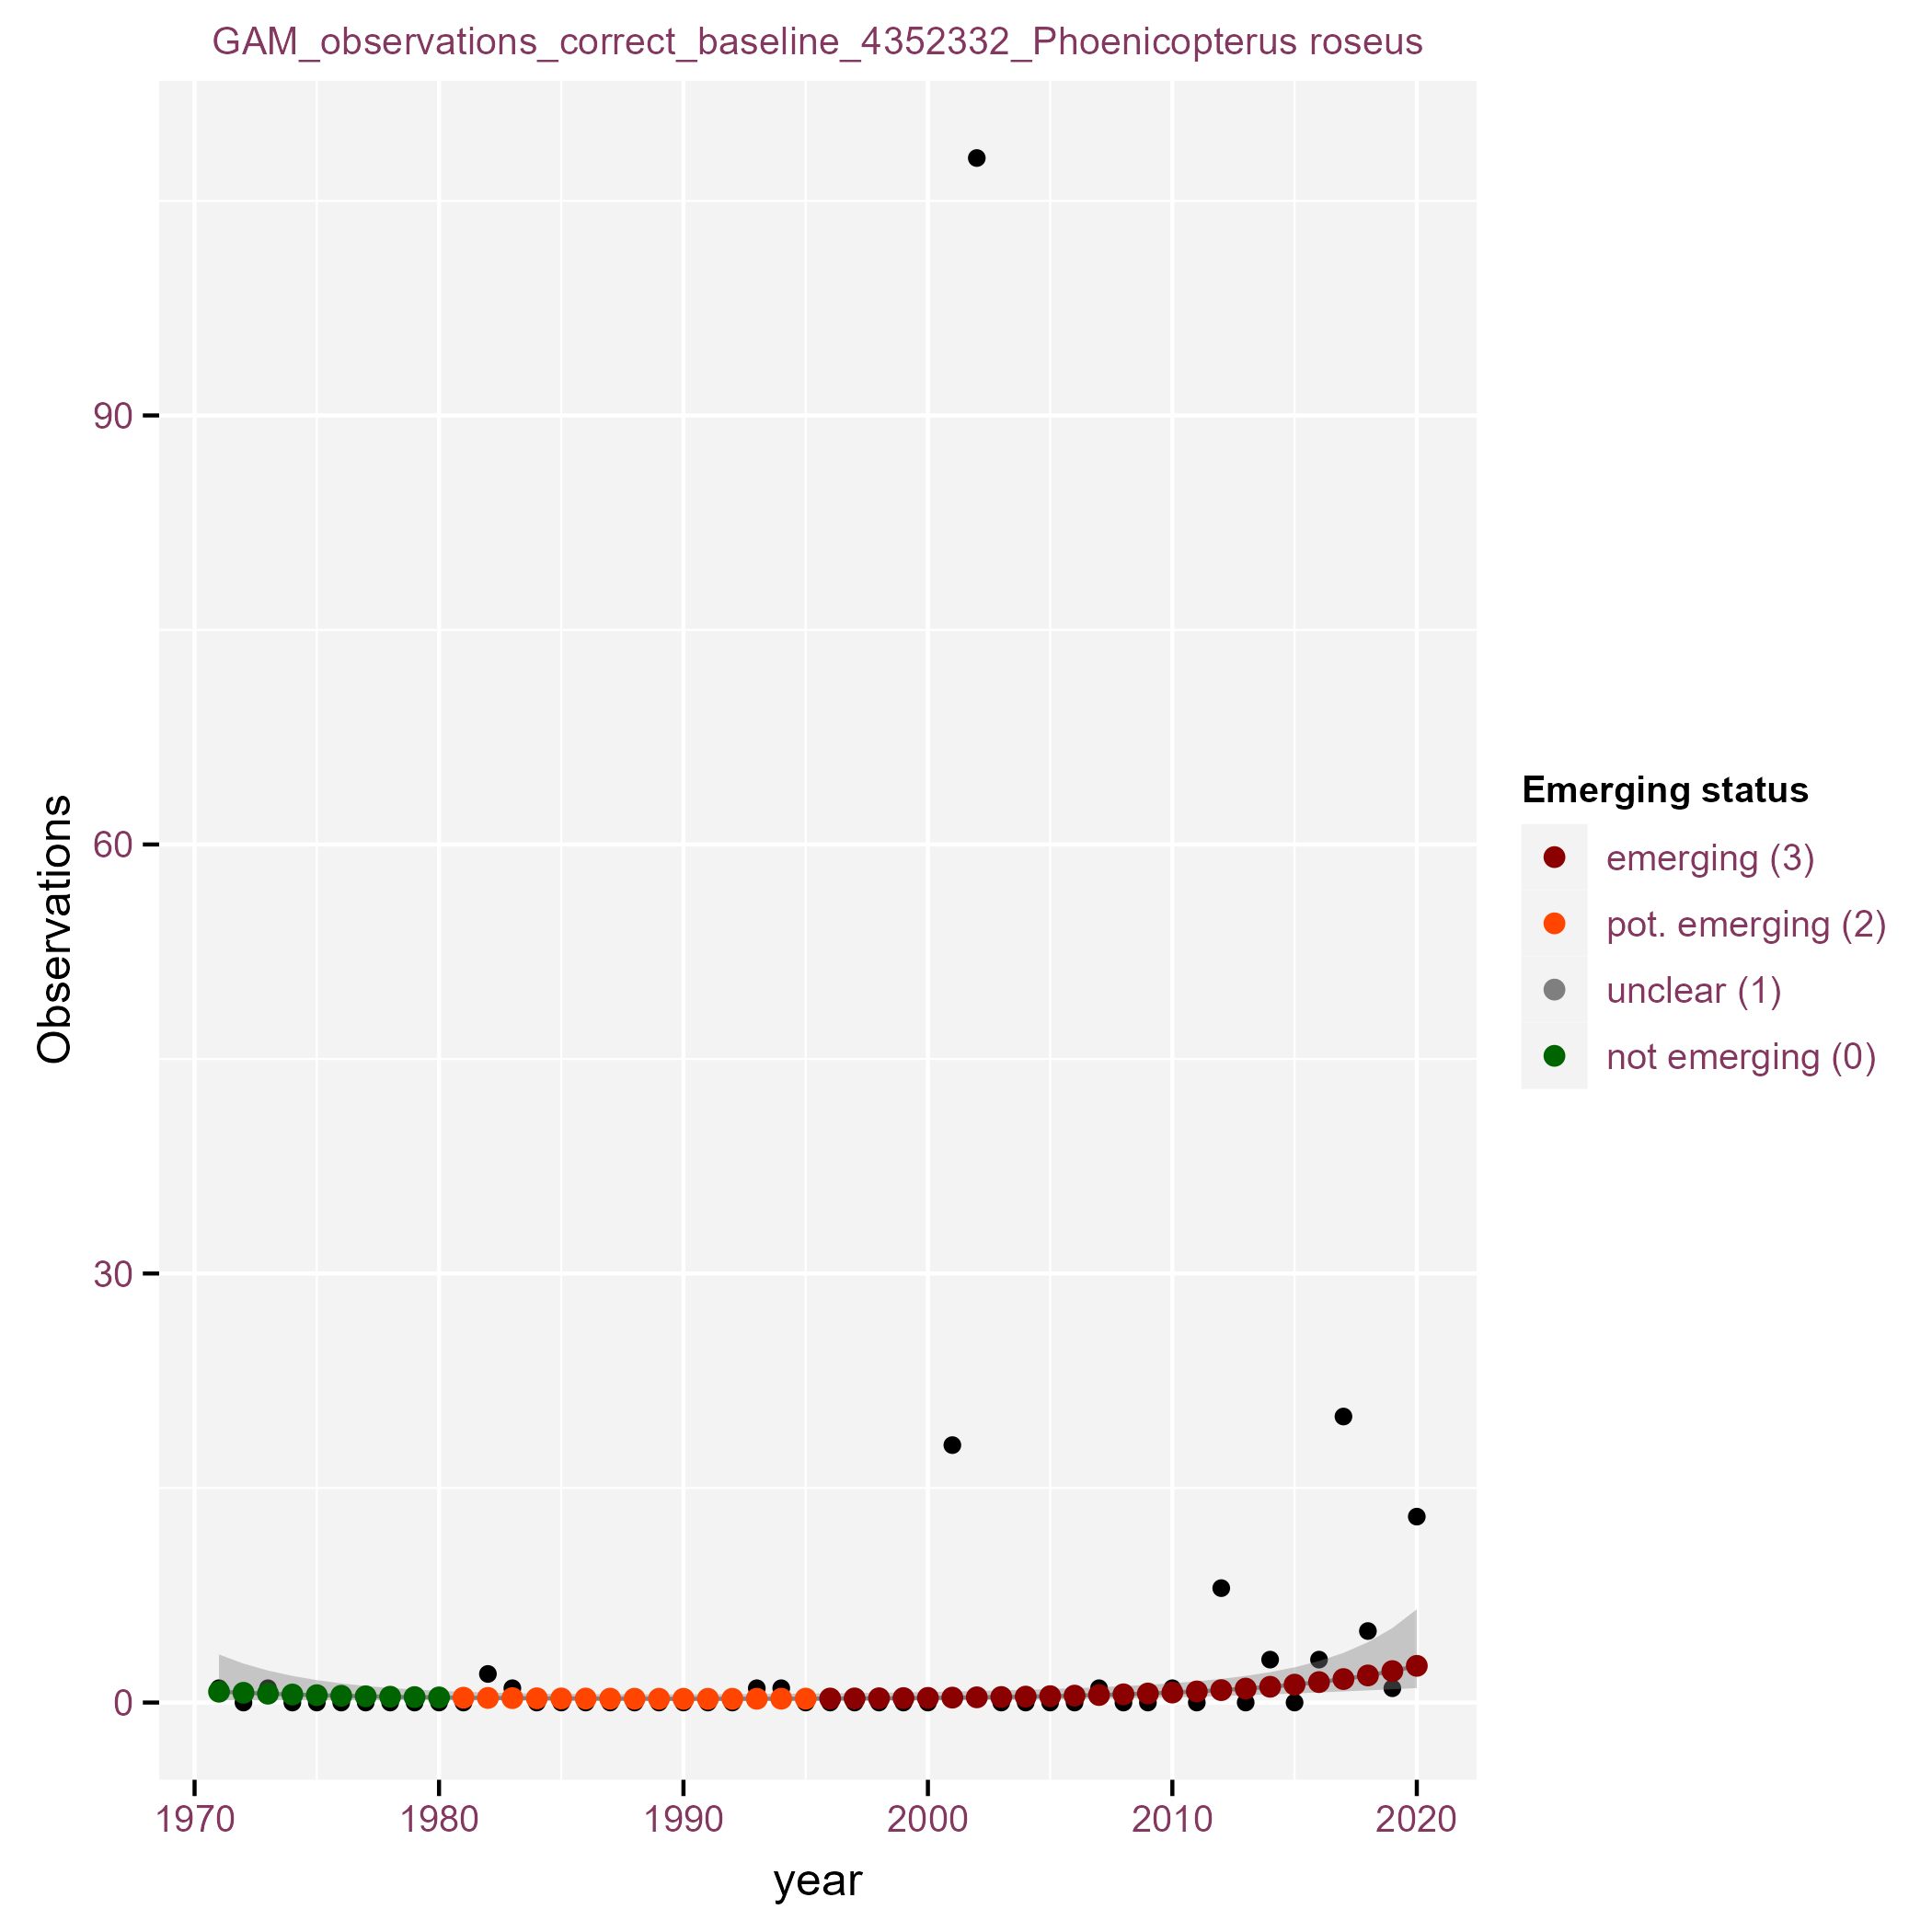 GAM_observations_correct_baseline_4352332_Phoenicopterus roseus
Observations
90
60
30
0
1970
1980
1990
2000
2010
2020
year
Emerging status
emerging (3)
pot. emerging (2)
unclear (1)
not emerging (0)